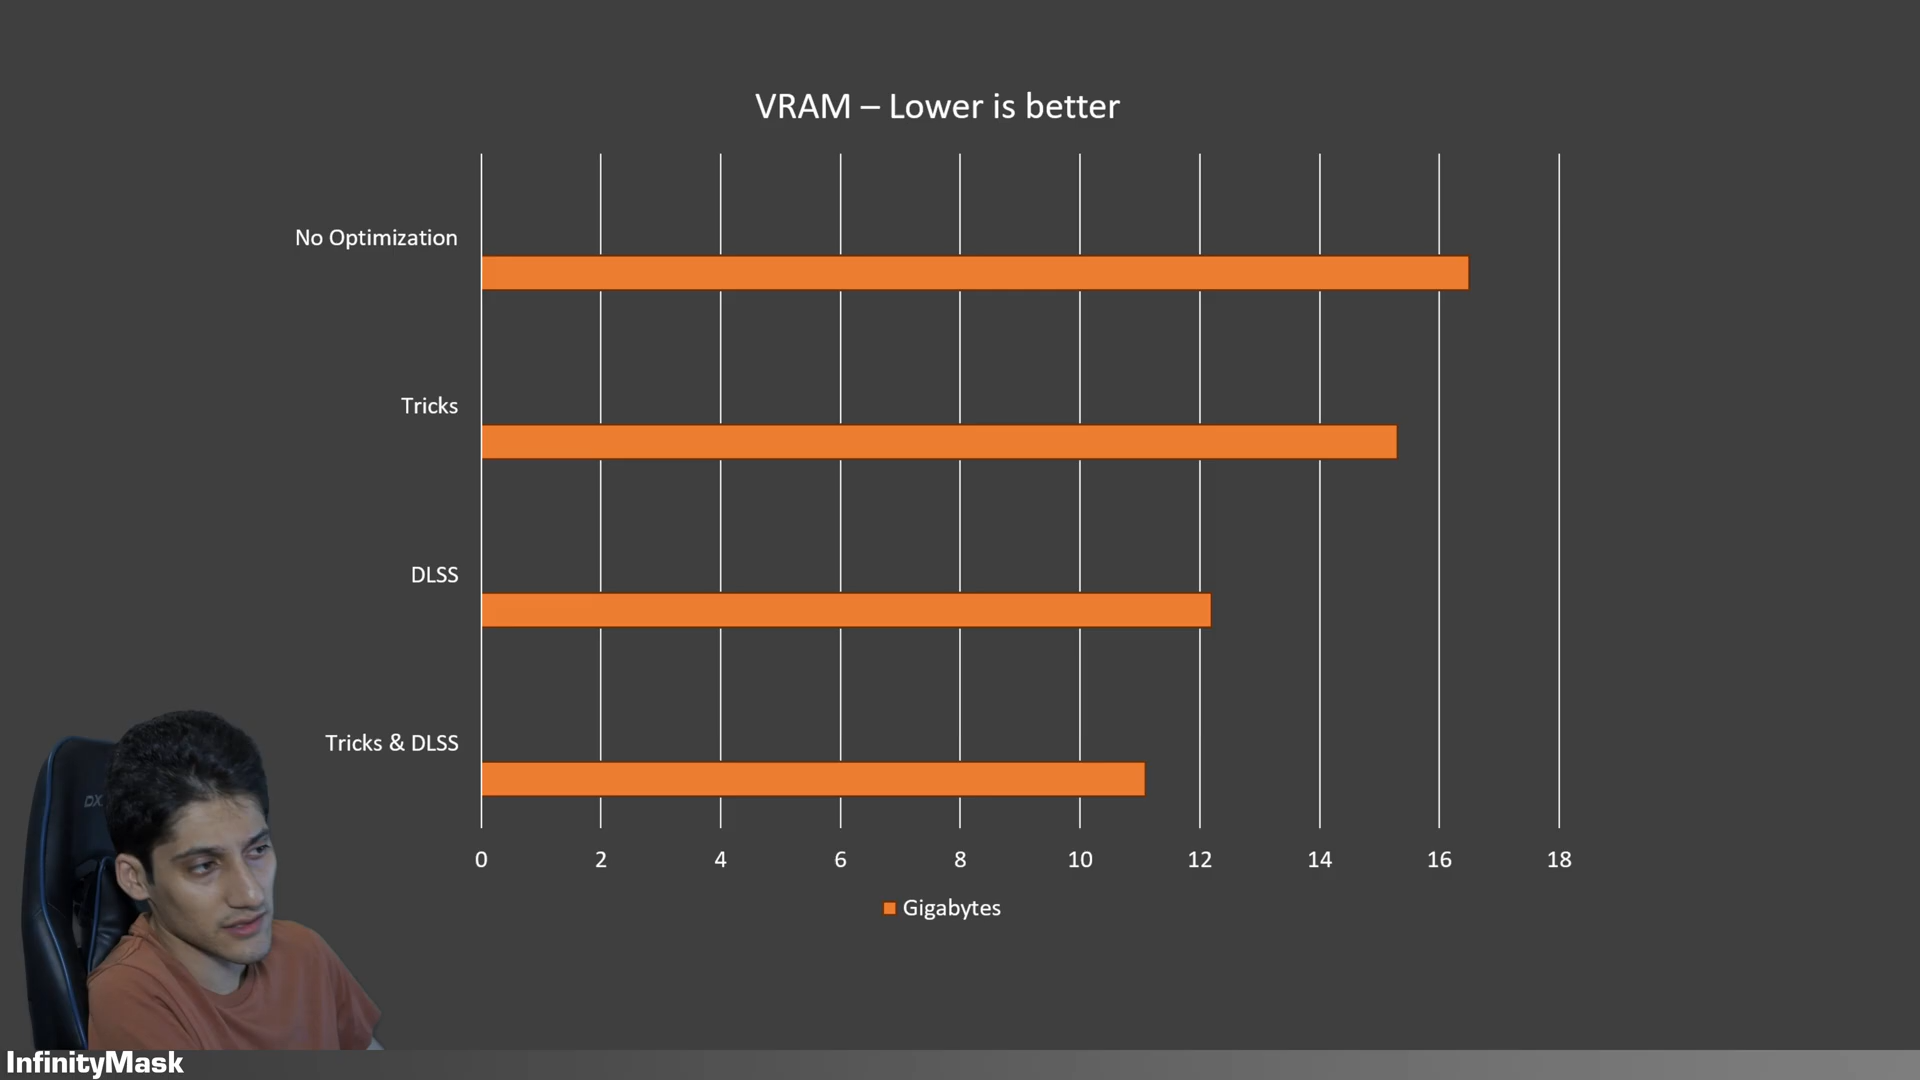 VRAM – Lower is better
No Optimization
Tricks
DLSS
Tricks & DLSS
0 2 4 6 8 10 12 14 16 18
Gigabytes
DX
InfinityMask